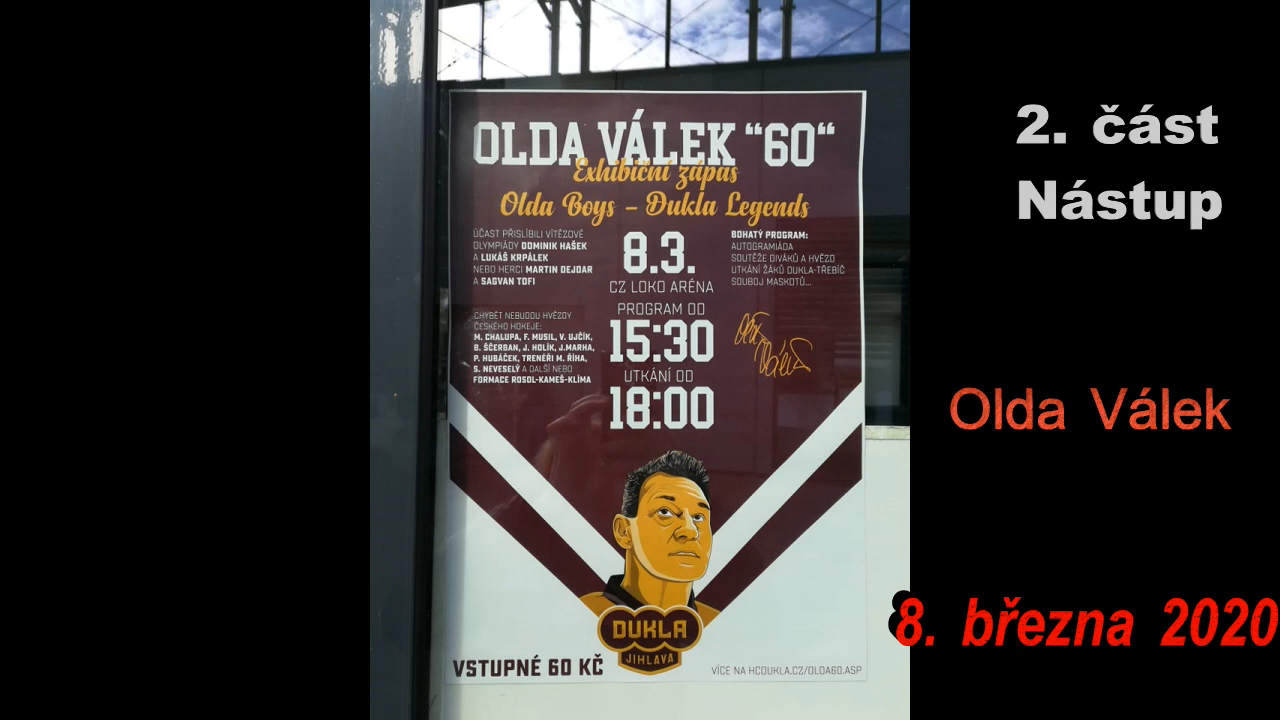 OLDA VÁLEK “60“
Exhibiční zápas
Olda Boys – Dukla Legends
ÚČAST PŘISLÍBILI VÍTĚZOVÉ
OLYMPIÁDY DOMINIK HAŠEK
A LUKÁŠ KRPÁLEK
NEBO HERCI MARTIN DEJDAR
A SAGVAN TOFI
CHYBĚT NEBUDOU HVĚZDY
ČESKÉHO HOKEJE:
M. CHALUPA, F. MUSIL, V. UJČÍK,
B. ŠČERBAN, J. HOLÍK, J.MARHA,
P. HUBÁČEK, TRENÉŘI M. ŘÍHA,
S. NEVESELÝ A DALŠÍ NEBO
FORMACE ROSOL-KAMEŠ-KLÍMA
8.3.
CZ LOKO ARÉNA
PROGRAM OD
15:30
UTKÁNÍ OD
18:00
BOHATÝ PROGRAM:
AUTOGRAMIÁDA
SOUTĚŽE DIVÁKŮ A HVĚZD
UTKÁNÍ ŽÁKŮ DUKLA-TŘEBÍČ
SOUBOJ MASKOTŮ...
DUKLA
JIHLAVA
VSTUPNÉ 60 KČ
VÍCE NA HCDUKLA.CZ/OLDA60.ASP
2. část
Nástup
Olda Válek
8. března 2020